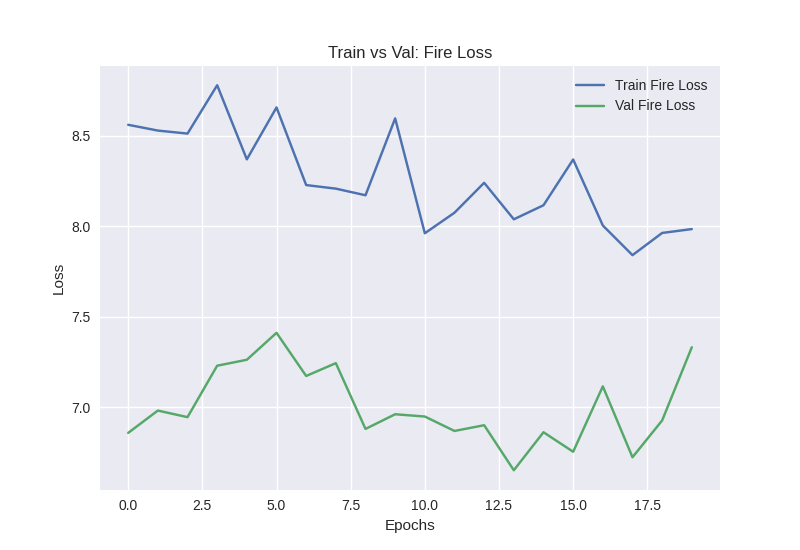 Train vs Val: Fire Loss
Train Fire Loss
Val Fire Loss
8.5
8.0
7.5
7.0
Loss
0.0 2.5 5.0 7.5 10.0 12.5 15.0 17.5
Epochs